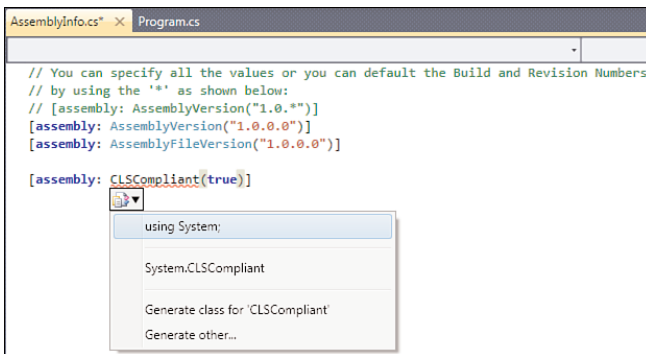 AssemblyInfo.cs* × Program.cs
// You can specify all the values or you can default the Build and Revision Numbers
// by using the '*' as shown below:
// [assembly: AssemblyVersion("1.0.*")]
[assembly: AssemblyVersion("1.0.0.0")]
[assembly: AssemblyFileVersion("1.0.0.0")]
[assembly: CLSCompliant(true)]
using System;
System.CLSCompliant
Generate class for 'CLSCompliant'
Generate other...